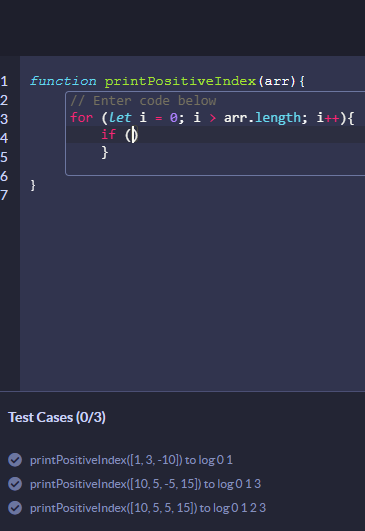 1 function printPositiveIndex(arr){
2 // Enter code below
3 for (let i = 0; i > arr.length; i++){
4 if ()
5 }
6
7 }
Test Cases (0/3)
printPositiveIndex([1, 3, -10]) to log 0 1
printPositiveIndex([10, 5, -5, 15]) to log 0 1 3
printPositiveIndex([10, 5, 5, 15]) to log 0 1 2 3